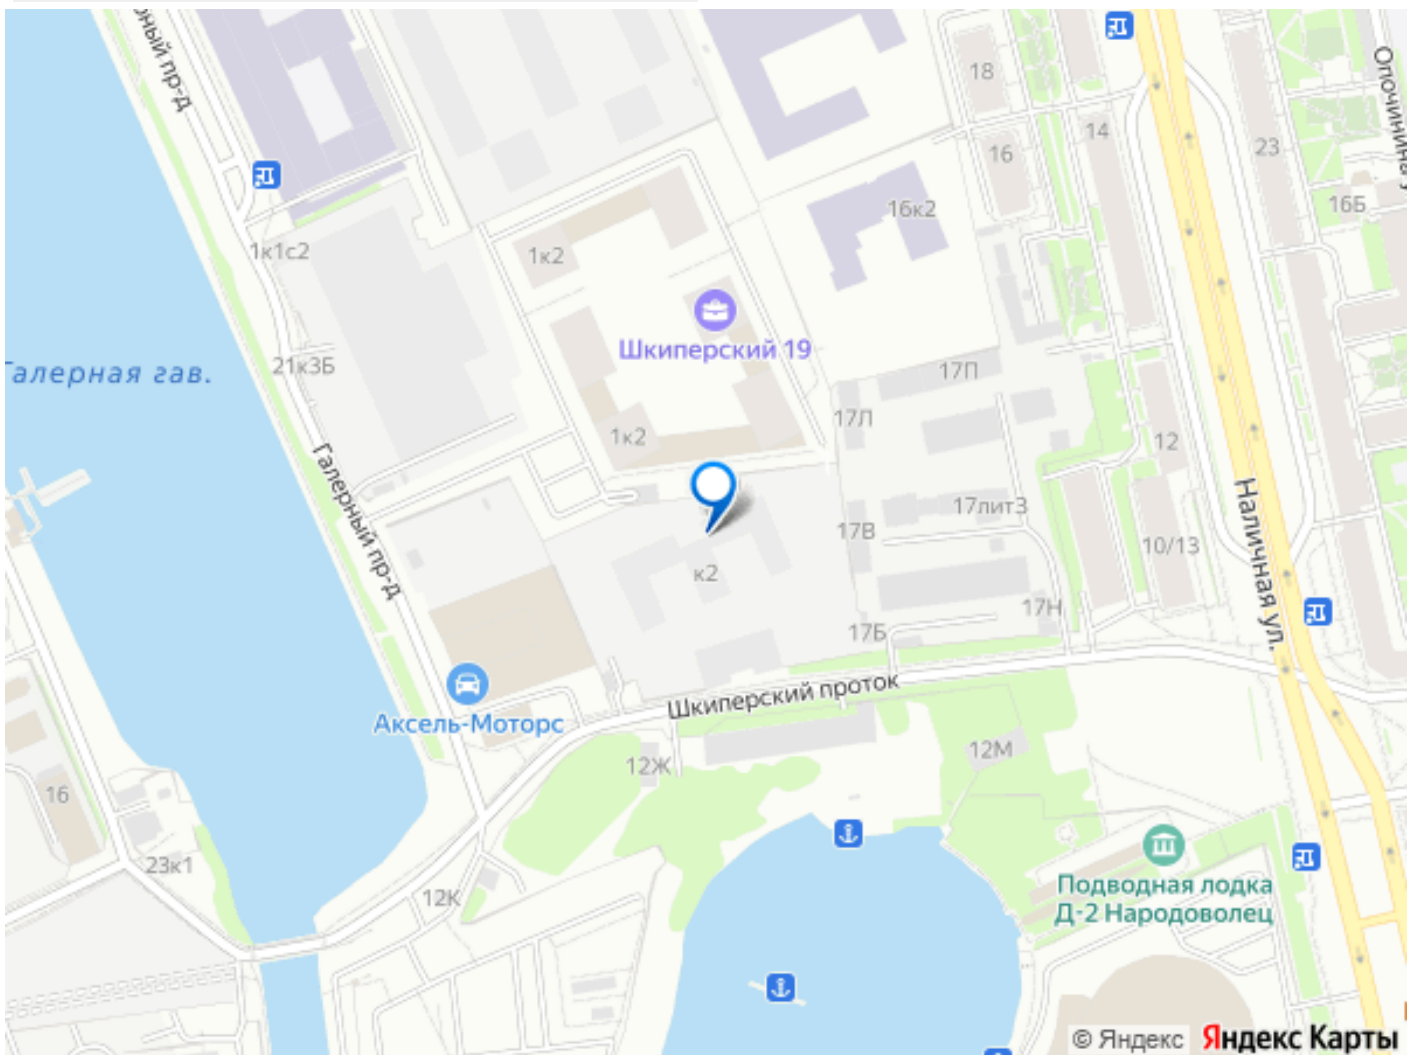 ный пр-д
18
14
16
23
Опочинина у
16Б
16к2
1к1с2
1к2
Шкиперский 19
Галерная гав.
21к3Б
17П
17Л
1к2
12
Галерный пр-д
17лит3
17В
Наличная ул.
10/13
к2
17Н
17Б
Шкиперский проток
Аксель-Моторс
12Ж
12М
16
23к1
12К
Подводная лодка
Д-2 Народоволец
© Яндекс Яндекс Карты